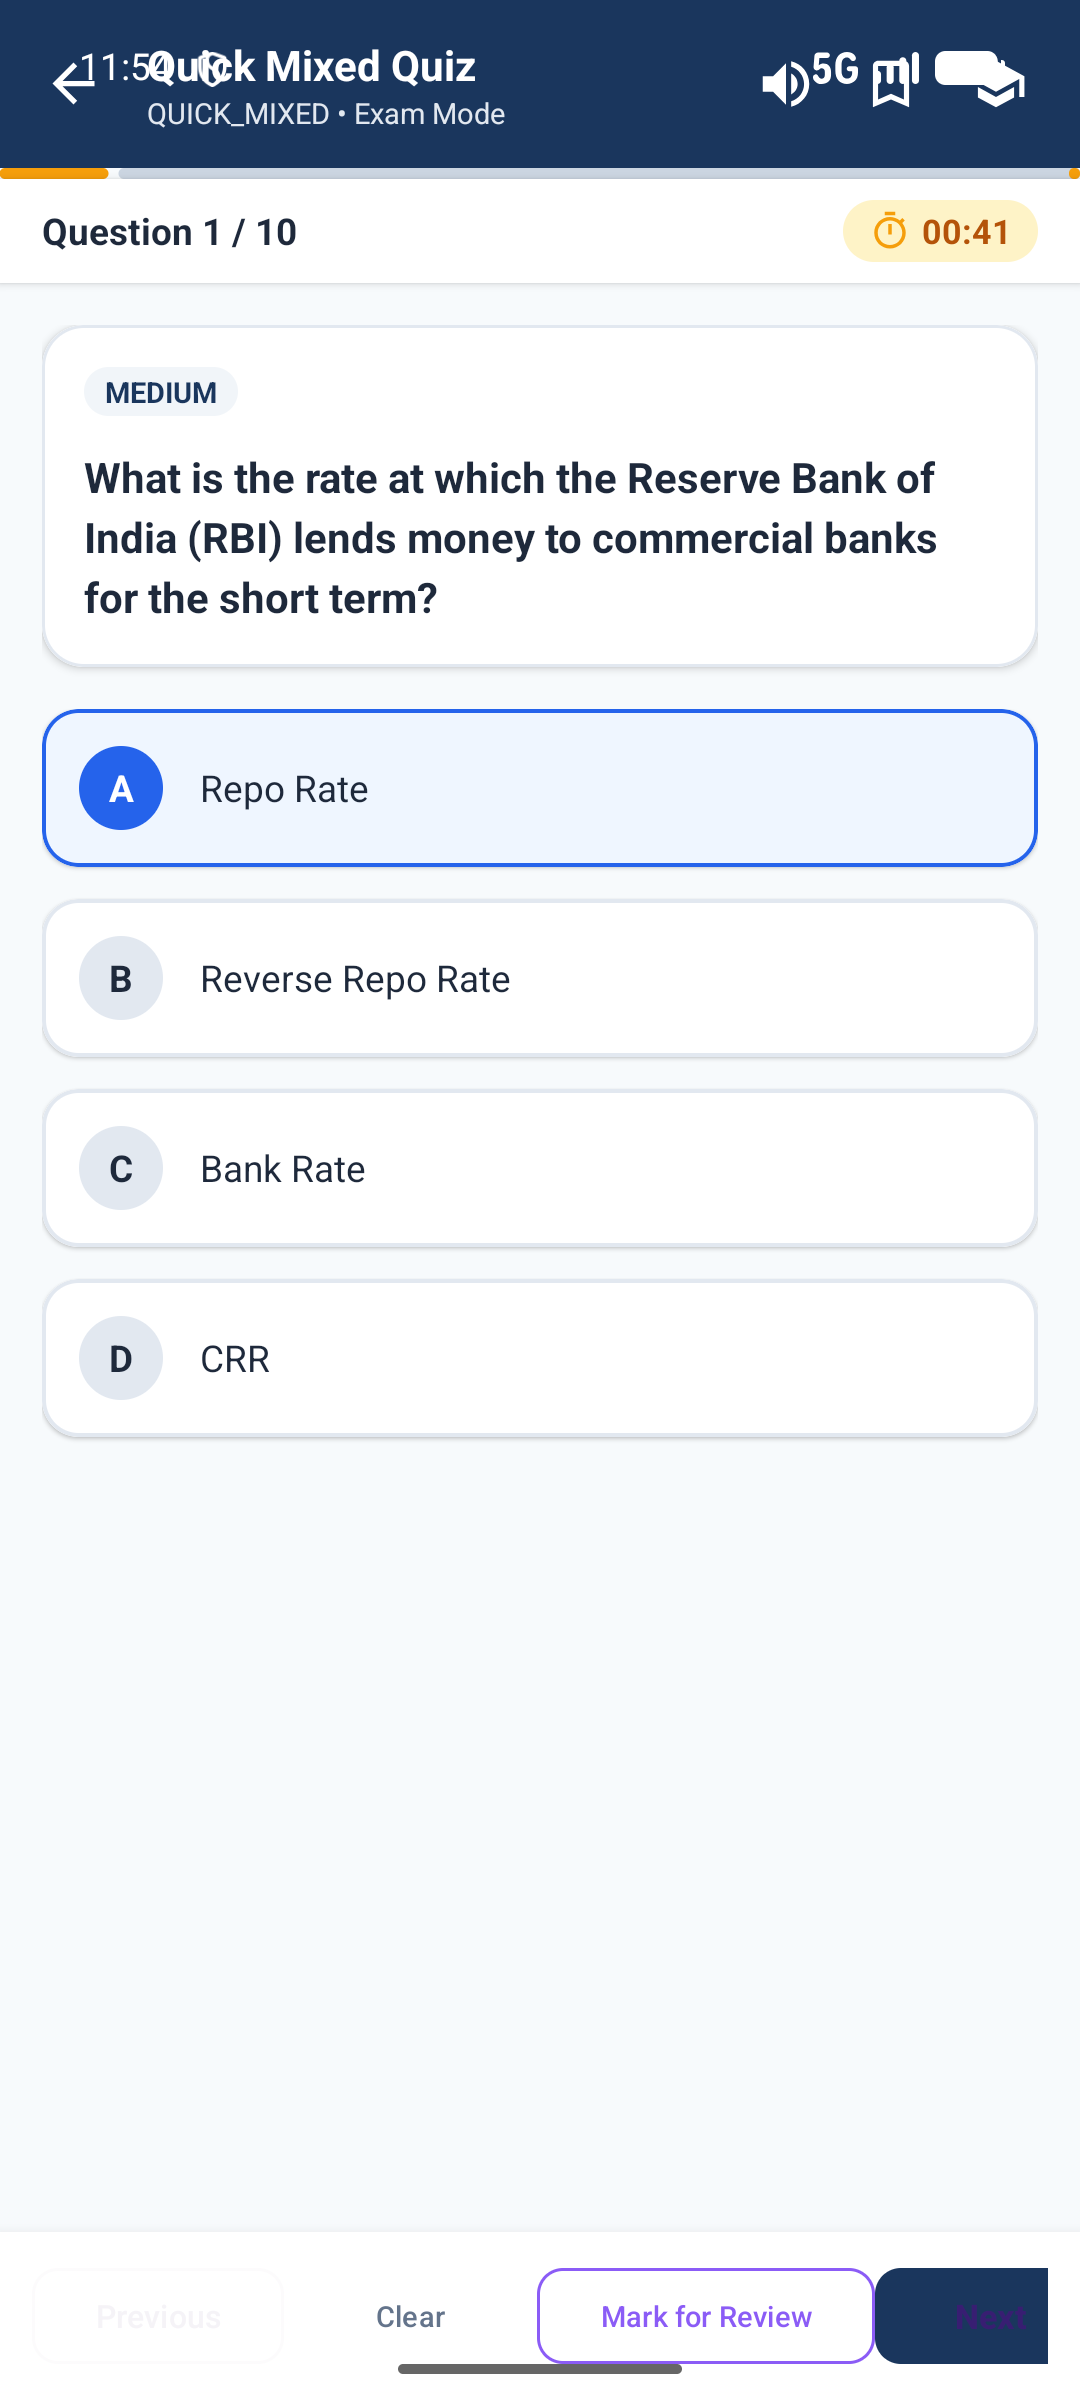 11:54
Quick Mixed Quiz
5G
QUICK_MIXED • Exam Mode
Question 1 / 10
00:41
MEDIUM
What is the rate at which the Reserve Bank of
India (RBI) lends money to commercial banks
for the short term?
A Repo Rate
B Reverse Repo Rate
C Bank Rate
D CRR
Previous
Clear
Mark for Review
Next